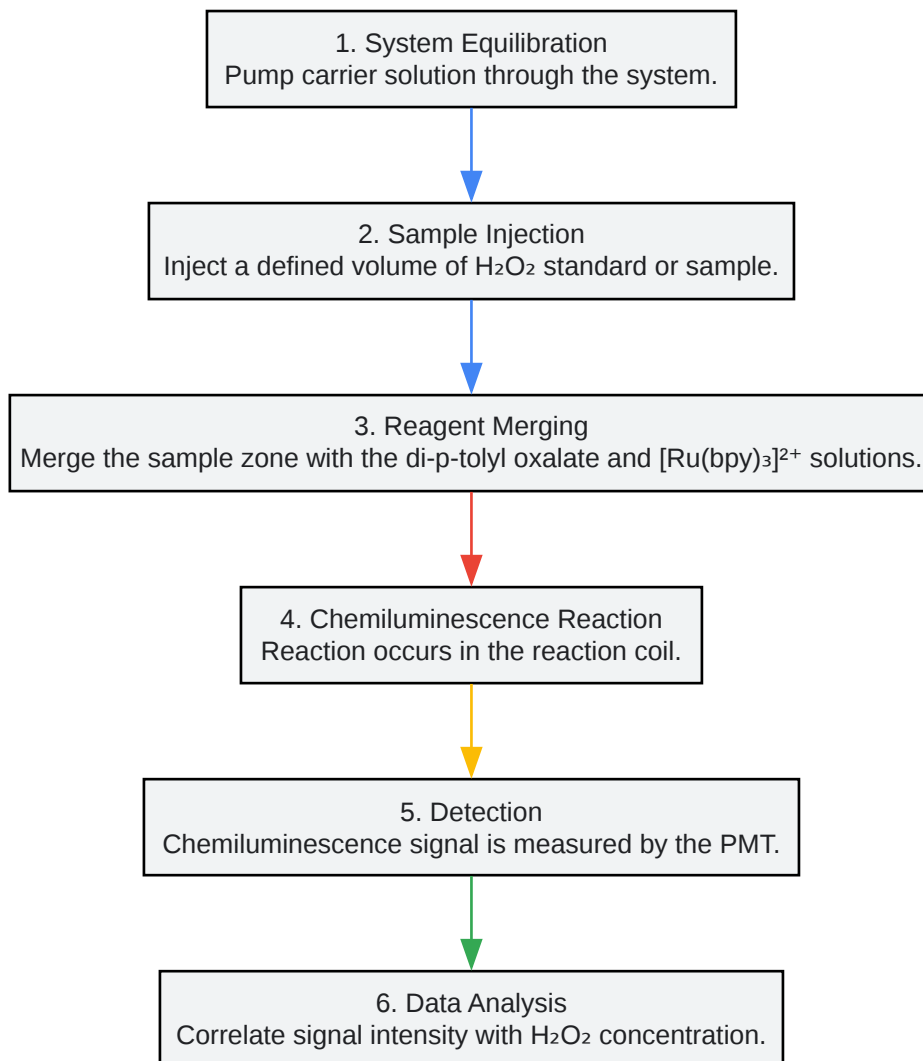 1. System Equilibration
Pump carrier solution through the system.
2. Sample Injection
Inject a defined volume of H₂O₂ standard or sample.
3. Reagent Merging
Merge the sample zone with the di-p-tolyl oxalate and [Ru(bpy)₃]²⁺ solutions.
4. Chemiluminescence Reaction
Reaction occurs in the reaction coil.
5. Detection
Chemiluminescence signal is measured by the PMT.
6. Data Analysis
Correlate signal intensity with H₂O₂ concentration.